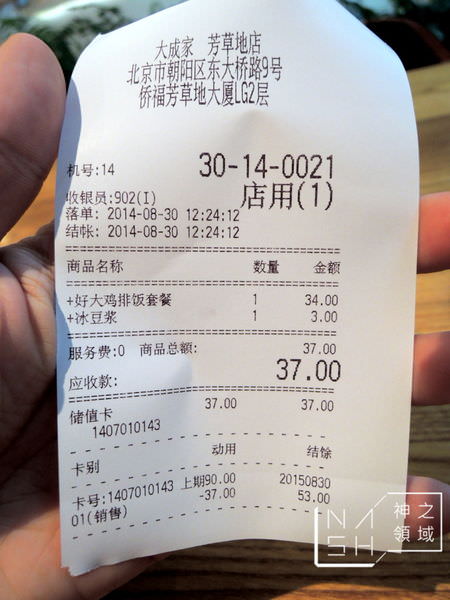 大成家 芳草地店
北京市朝阳区东大桥路9号
侨福芳草地大厦LG2层
机号:14 30-14-0021
收银员:902(I) 店用(1)
落单: 2014-08-30 12:24:12
结帐: 2014-08-30 12:24:12
商品名称 数量 金额
+好大鸡排饭套餐 1 34.00
+冰豆浆 1 3.00
服务费:0 商品总额: 37.00
应收款: 37.00
储值卡 37.00 37.00
1407010143
动用 结馀
卡别
卡号:1407010143 上期90.00 20150830
01(销售) -37.00 53.00
NASH 神之領域